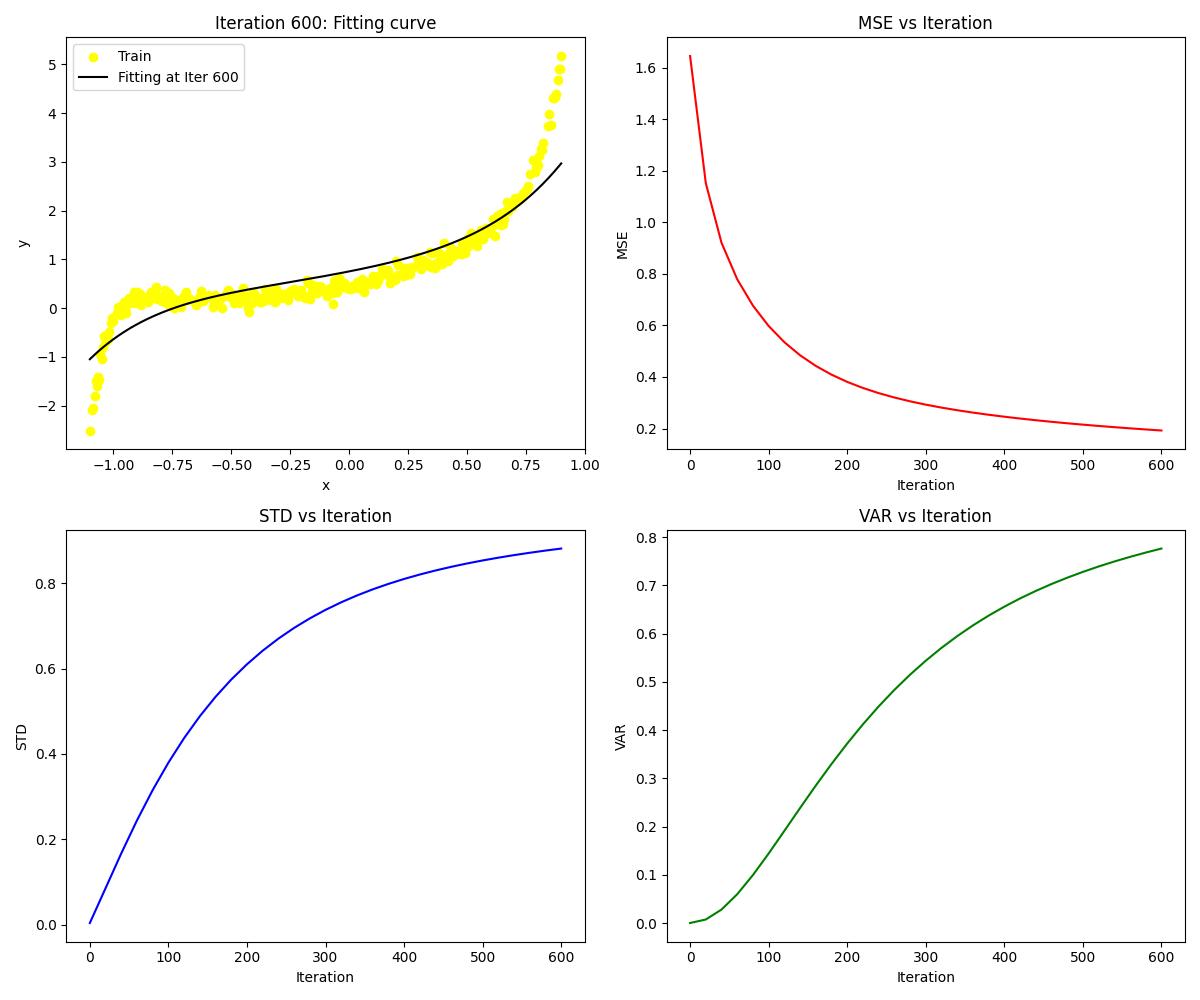 Iteration 600: Fitting curve
Train
Fitting at Iter 600
5
4
3
2
1
0
−1
−2
y
−1.00 −0.75 −0.50 −0.25 0.00 0.25 0.50 0.75 1.00
x
MSE vs Iteration
1.6
1.4
1.2
1.0
0.8
0.6
0.4
0.2
MSE
0 100 200 300 400 500 600
Iteration
STD vs Iteration
0.8
0.6
0.4
0.2
0.0
STD
0 100 200 300 400 500 600
Iteration
VAR vs Iteration
0.8
0.7
0.6
0.5
0.4
0.3
0.2
0.1
0.0
VAR
0 100 200 300 400 500 600
Iteration